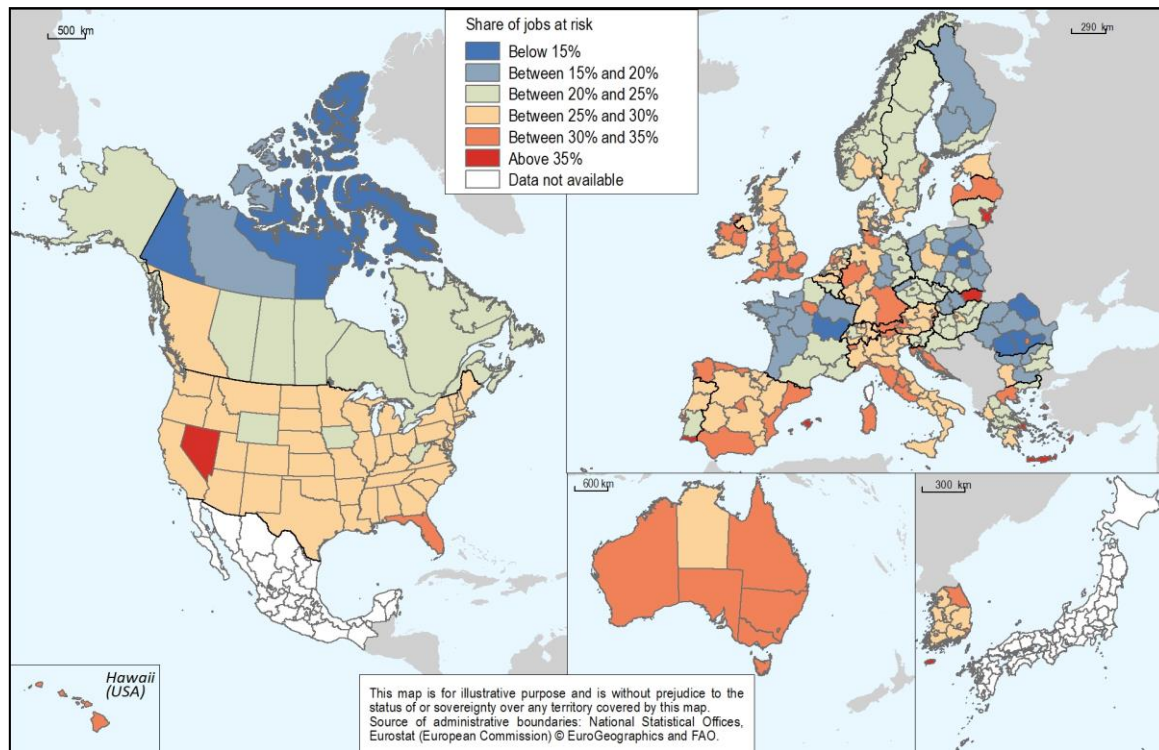 500 km
Share of jobs at risk
Below 15%
Between 15% and 20%
Between 20% and 25%
Between 25% and 30%
Between 30% and 35%
Above 35%
Data not available
290 km
600 km
300 km
Hawaii
(USA)
This map is for illustrative purpose and is without prejudice to the
status of or sovereignty over any territory covered by this map.
Source of administrative boundaries: National Statistical Offices,
Eurostat (European Commission) © EuroGeographics and FAO.